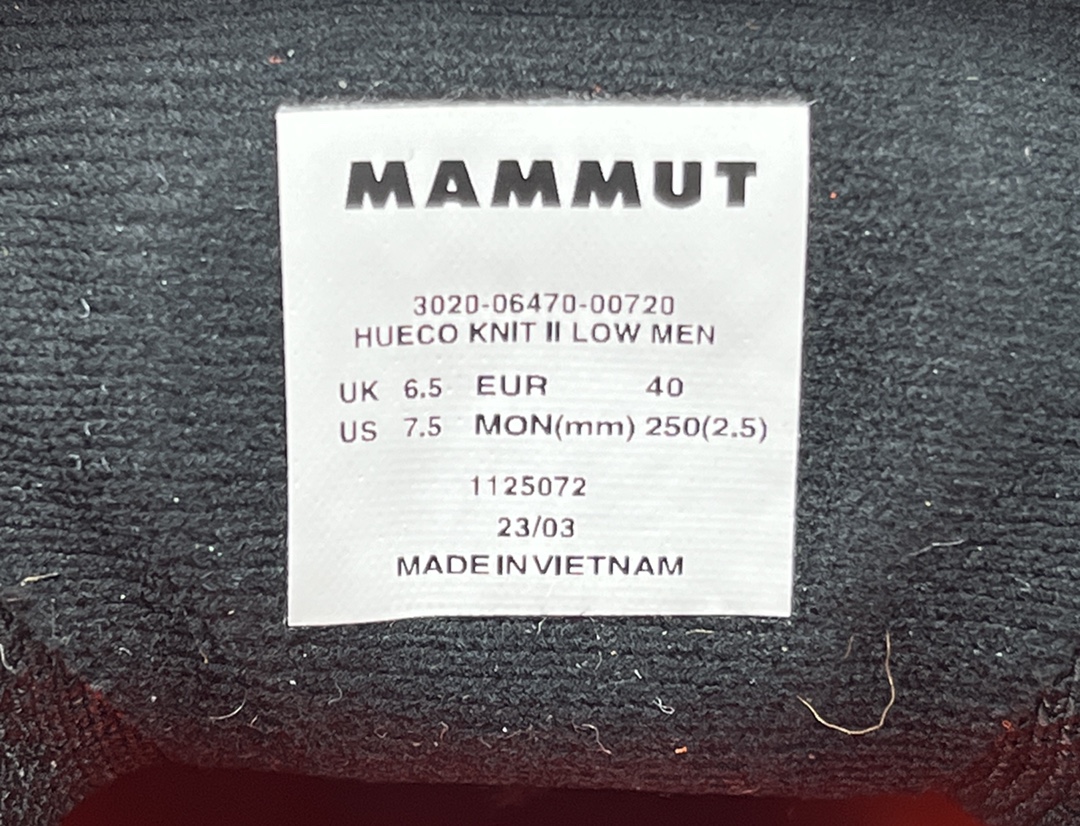 MAMMUT
3020-06470-00720
HUECO KNIT II LOW MEN
UK 6.5 EUR 40
US 7.5 MON(mm) 250(2.5)
1125072
23/03
MADE IN VIETNAM